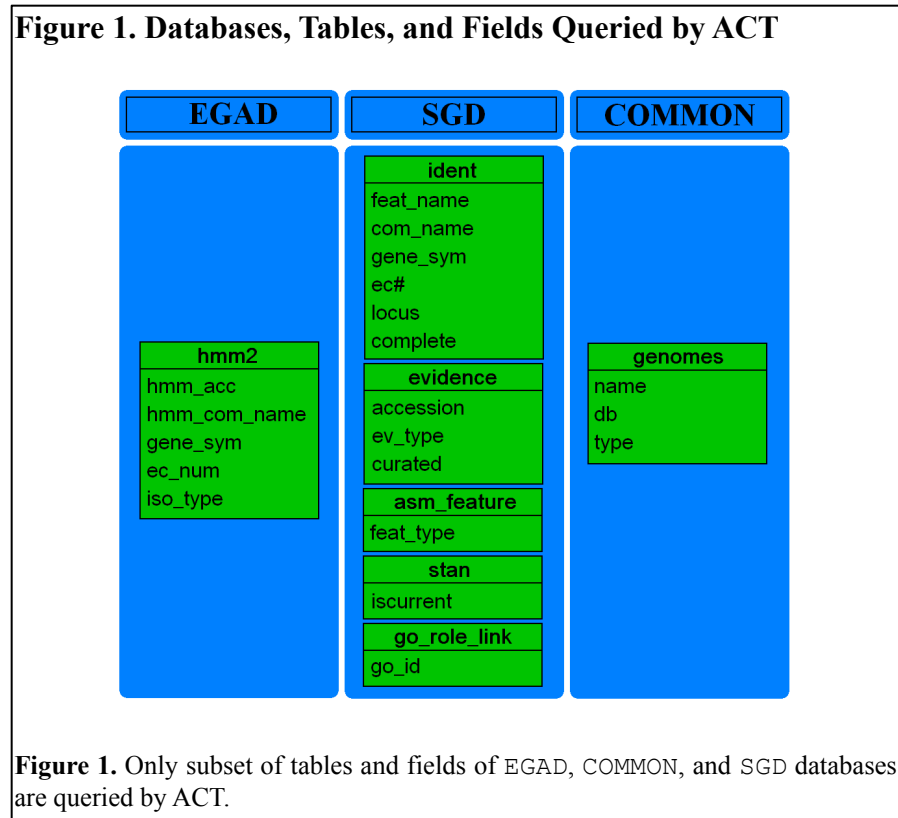 Figure 1. Databases, Tables, and Fields Queried by ACT
EGAD
SGD
COMMON
hmm2
hmm_acc
hmm_com_name
gene_sym
ec_num
iso_type
ident
feat_name
com_name
gene_sym
ec#
locus
complete
evidence
accession
ev_type
curated
asm_feature
feat_type
stan
iscurrent
go_role_link
go_id
genomes
name
db
type
Figure 1. Only subset of tables and fields of EGAD, COMMON, and SGD databases
are queried by ACT.